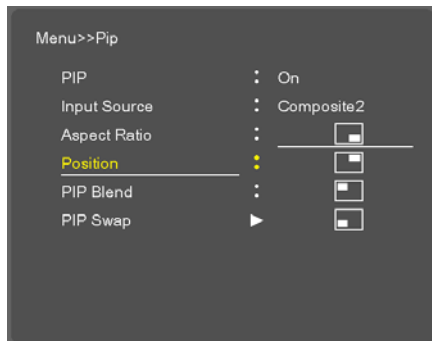 Menu>>Pip
PIP : On
Input Source : Composite2
Aspect Ratio :
Position :
PIP Blend :
PIP Swap ▶